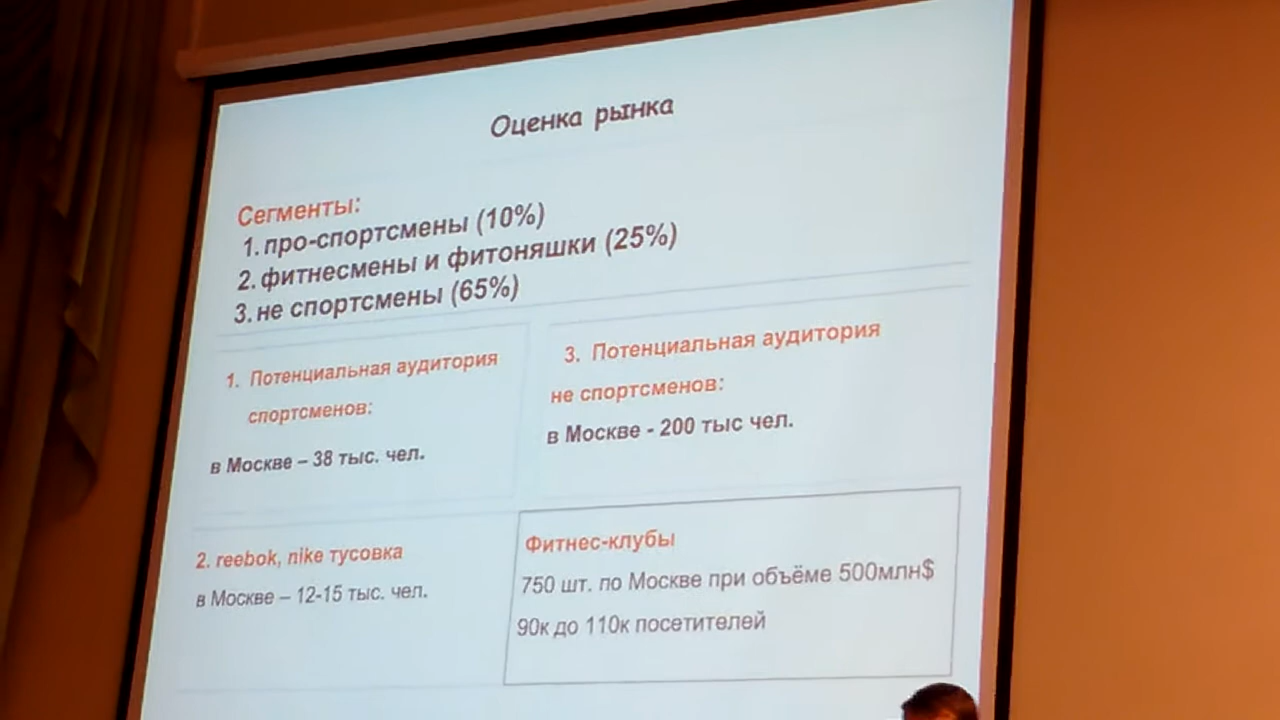 Оценка рынка
Сегменты:
1. про-спортсмены (10%)
2. фитнесмены и фитоняшки (25%)
3. не спортсмены (65%)
1. Потенциальная аудитория
спортсменов:
в Москве – 38 тыс. чел.
3. Потенциальная аудитория
не спортсменов:
в Москве - 200 тыс чел.
2. reebok, nike тусовка
в Москве – 12-15 тыс. чел.
Фитнес-клубы
750 шт. по Москве при объёме 500млн$
90к до 110к посетителей